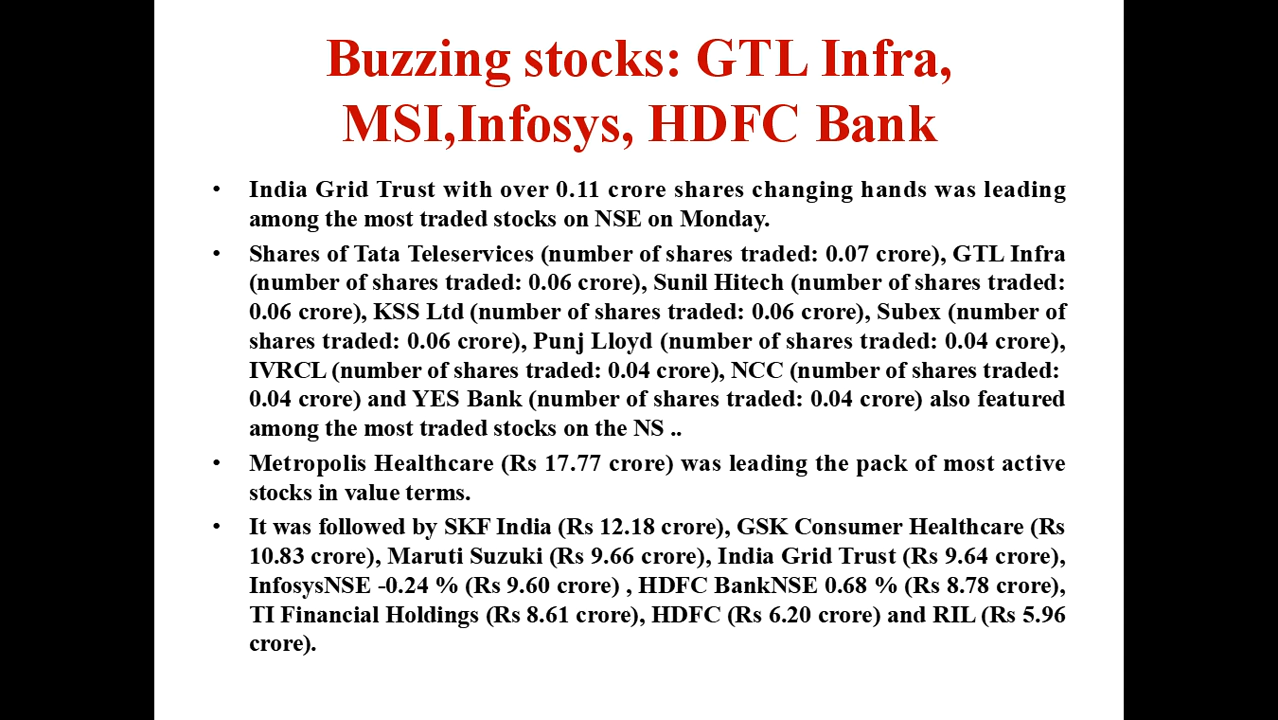 Buzzing stocks: GTL Infra,
MSI,Infosys, HDFC Bank
• India Grid Trust with over 0.11 crore shares changing hands was leading
among the most traded stocks on NSE on Monday.
• Shares of Tata Teleservices (number of shares traded: 0.07 crore), GTL Infra
(number of shares traded: 0.06 crore), Sunil Hitech (number of shares traded:
0.06 crore), KSS Ltd (number of shares traded: 0.06 crore), Subex (number of
shares traded: 0.06 crore), Punj Lloyd (number of shares traded: 0.04 crore),
IVRCL (number of shares traded: 0.04 crore), NCC (number of shares traded:
0.04 crore) and YES Bank (number of shares traded: 0.04 crore) also featured
among the most traded stocks on the NS ..
• Metropolis Healthcare (Rs 17.77 crore) was leading the pack of most active
stocks in value terms.
• It was followed by SKF India (Rs 12.18 crore), GSK Consumer Healthcare (Rs
10.83 crore), Maruti Suzuki (Rs 9.66 crore), India Grid Trust (Rs 9.64 crore),
InfosysNSE -0.24 % (Rs 9.60 crore) , HDFC BankNSE 0.68 % (Rs 8.78 crore),
TI Financial Holdings (Rs 8.61 crore), HDFC (Rs 6.20 crore) and RIL (Rs 5.96
crore).